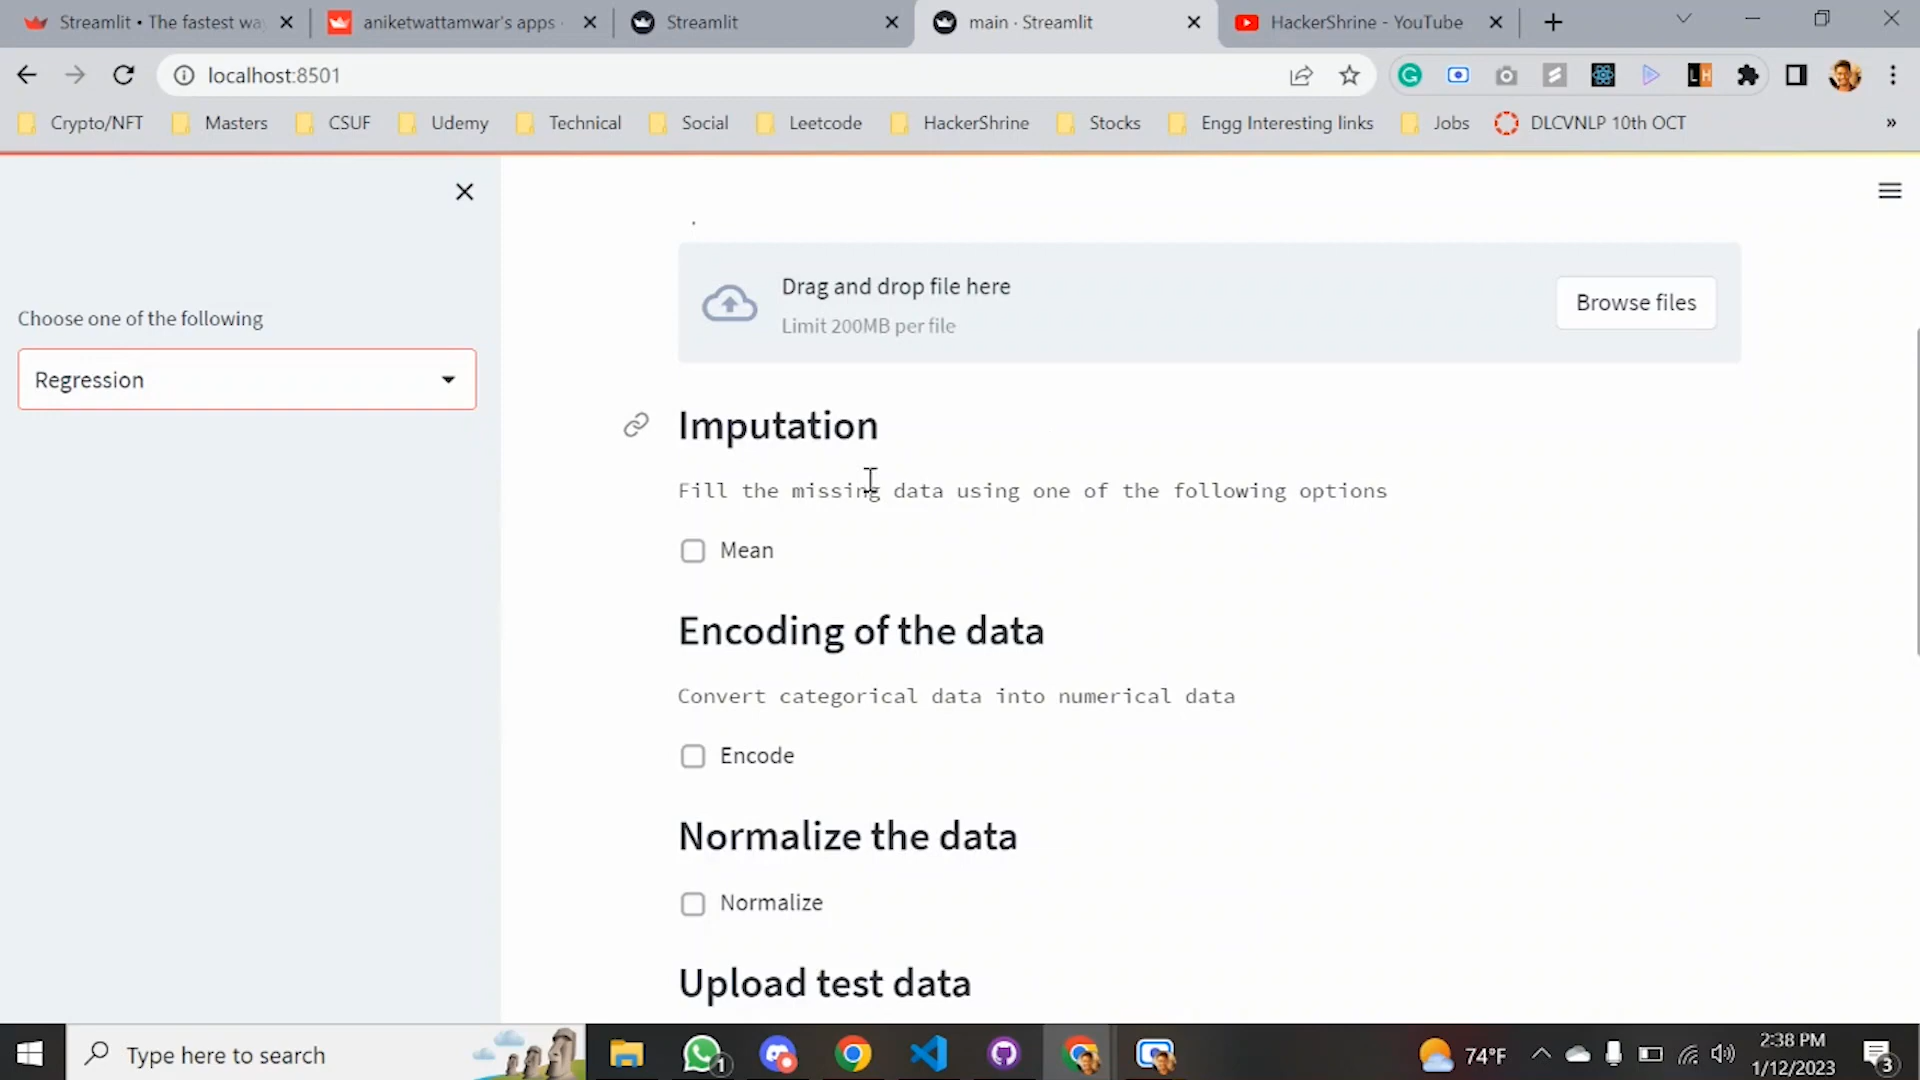 Streamlit • The fastest wa
aniketwattamwar's apps
Streamlit
main · Streamlit
HackerShrine - YouTube
localhost:8501
Crypto/NFT
Masters
CSUF
Udemy
Technical
Social
Leetcode
HackerShrine
Stocks
Engg Interesting links
Jobs
DLCVNLP 10th OCT
»
Choose one of the following
Regression
Drag and drop file here
Limit 200MB per file
Browse files
Imputation
Fill the missing data using one of the following options
Mean
Encoding of the data
Convert categorical data into numerical data
Encode
Normalize the data
Normalize
Upload test data
Type here to search
1
74°F
2:38 PM
1/12/2023
3